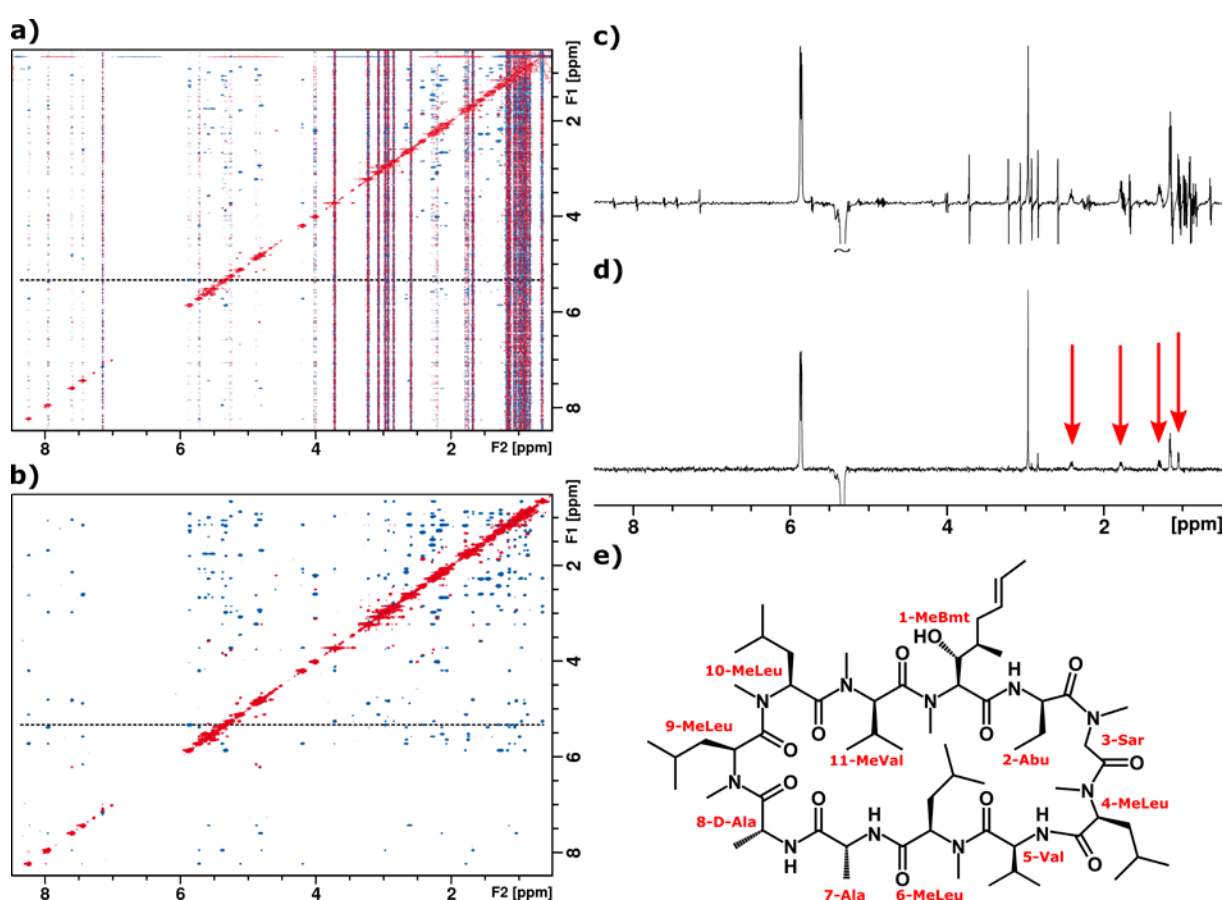 a)
F1 [ppm]
2
4
6
8
8
6
4
F2 [ppm]
2
b)
F1 [ppm]
2
4
6
8
8
6
4
F2 [ppm]
2
c)
d)
8
6
4
2
[ppm]
e)
1-MeBmt
HO
10-MeLeu
O
N
O
N
O
N
H
N
O
N
9-MeLeu
N
O
O
11-MeVal
N
O
2-Abu
3-Sar
O
N
O
O
H
N
4-MeLeu
8-D-Ala
O
H
N
O
H
N
N
O
5-Val
N
H
O
7-Ala
6-MeLeu